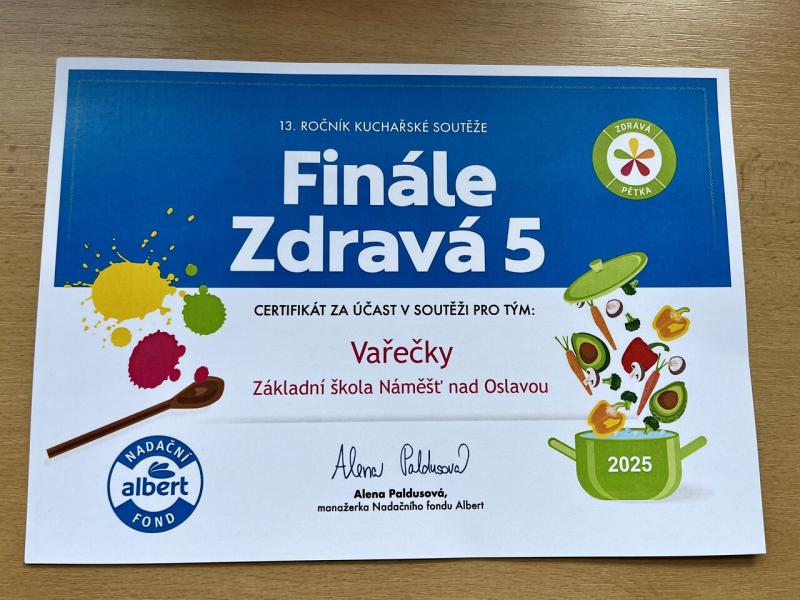 13. ROČNÍK KUCHAŘSKÉ SOUTĚŽE
Finále
Zdravá 5
ZDRAVÁ
PĚTKA
CERTIFIKÁT ZA ÚČAST V SOUTĚŽI PRO TÝM:
Vařečky
Základní škola Náměšť nad Oslavou
NADAČNÍ
albert
FOND
Alena Paldusová
Alena Paldusová,
manažerka Nadačního fondu Albert
2025